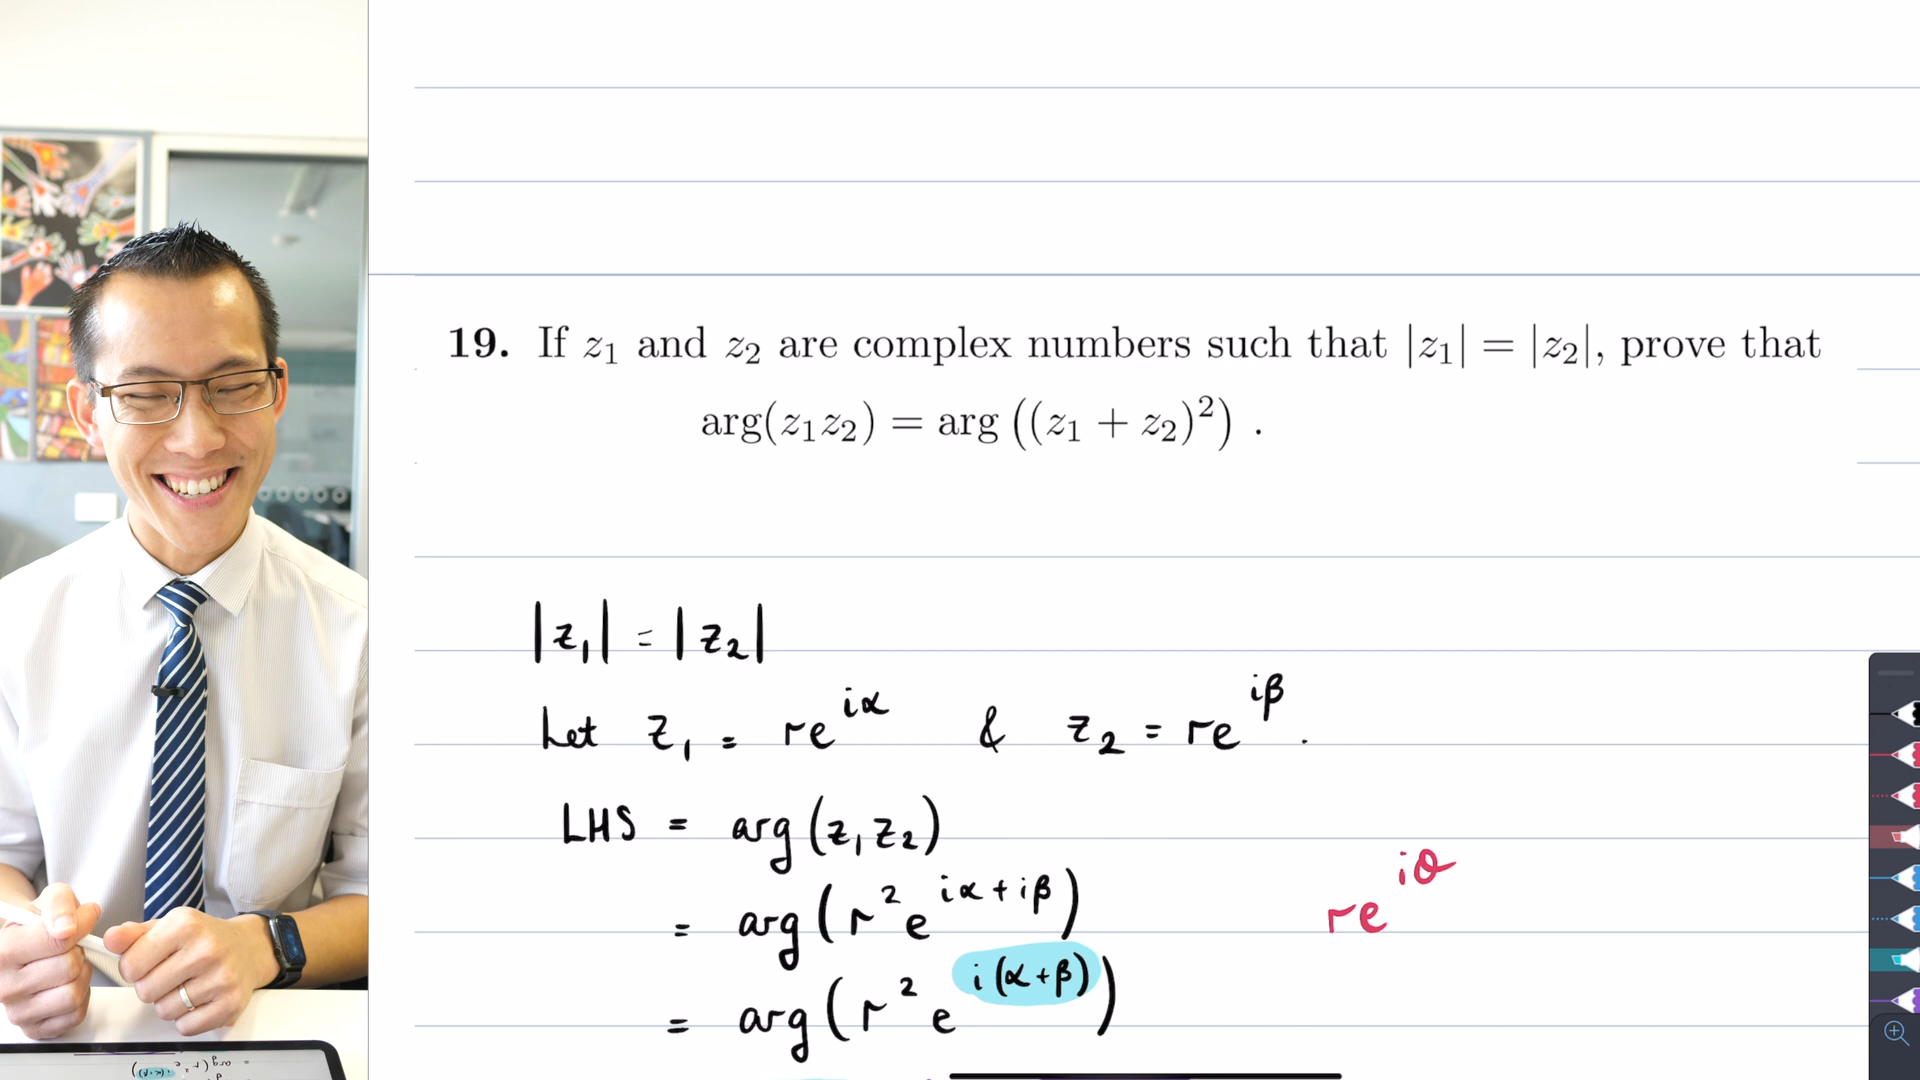 19. If z₁ and z₂ are complex numbers such that |z₁| = |z₂|, prove that
arg(z₁z₂) = arg ((z₁ + z₂)²) .
|z₁| = |z₂|
Let z₁ = re^{iα} & z₂ = re^{iβ}.
LHS = arg(z₁z₂)
= arg(r²e^{iα+iβ})
re^{iθ}
= arg(r²e^{i(α+β)})